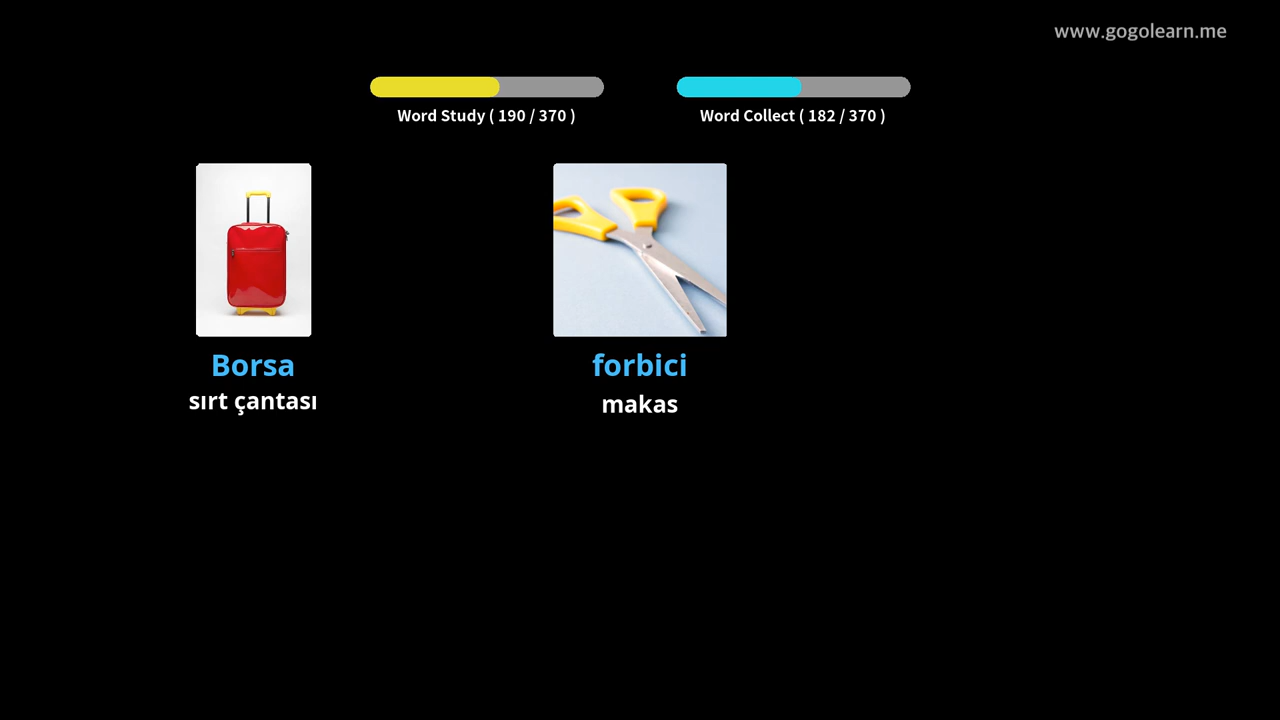 www.gogolearn.me
Word Study ( 190 / 370 )
Word Collect ( 182 / 370 )
Borsa
sırt çantası
forbici
makas